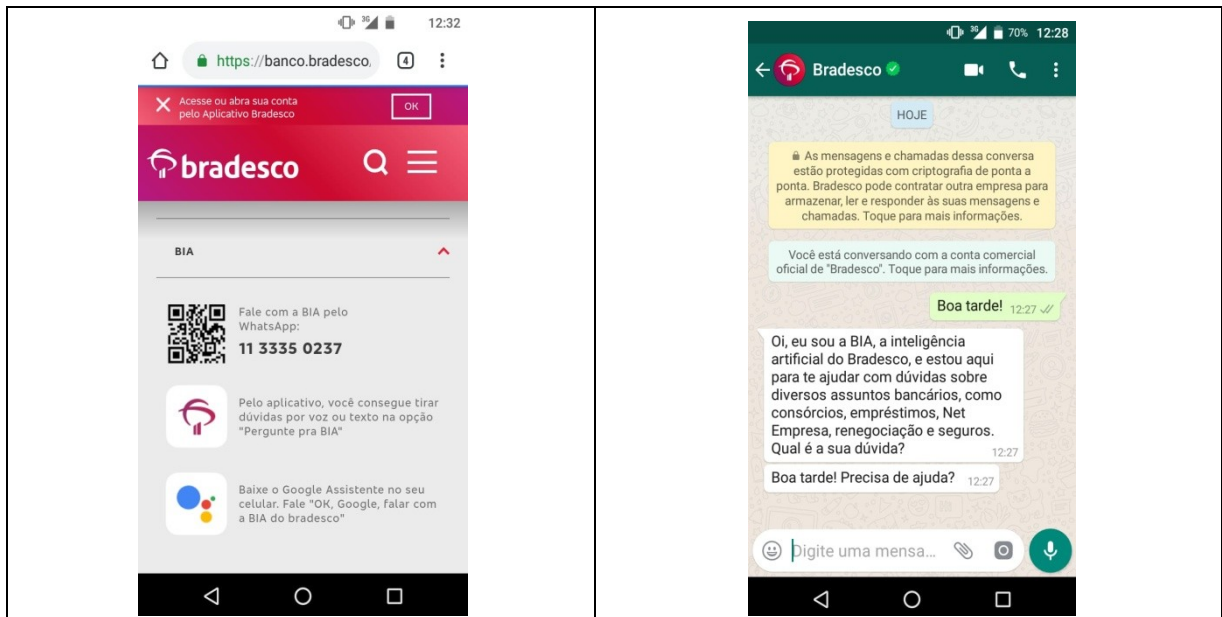 12:32
https://banco.bradesco.
4
Acesse ou abra sua conta
pelo Aplicativo Bradesco
OK
bradesco
BIA
Fale com a BIA pelo
WhatsApp:
11 3335 0237
Pelo aplicativo, você consegue tirar
dúvidas por voz ou texto na opção
"Pergunte pra BIA"
Baixe o Google Assistente no seu
celular. Fale "OK, Google, falar com
a BIA do bradesco"
3G 70% 12:28
Bradesco
HOJE
As mensagens e chamadas dessa conversa
estão protegidas com criptografia de ponta a
ponta. Bradesco pode contratar outra empresa para
armazenar, ler e responder às suas mensagens e
chamadas. Toque para mais informações.
Você está conversando com a conta comercial
oficial de "Bradesco". Toque para mais informações.
Boa tarde! 12:27
Oi, eu sou a BIA, a inteligência
artificial do Bradesco, e estou aqui
para te ajudar com dúvidas sobre
diversos assuntos bancários, como
consórcios, empréstimos, Net
Empresa, renegociação e seguros.
Qual é a sua dúvida? 12:27
Boa tarde! Precisa de ajuda? 12:27
Digite uma mensa...